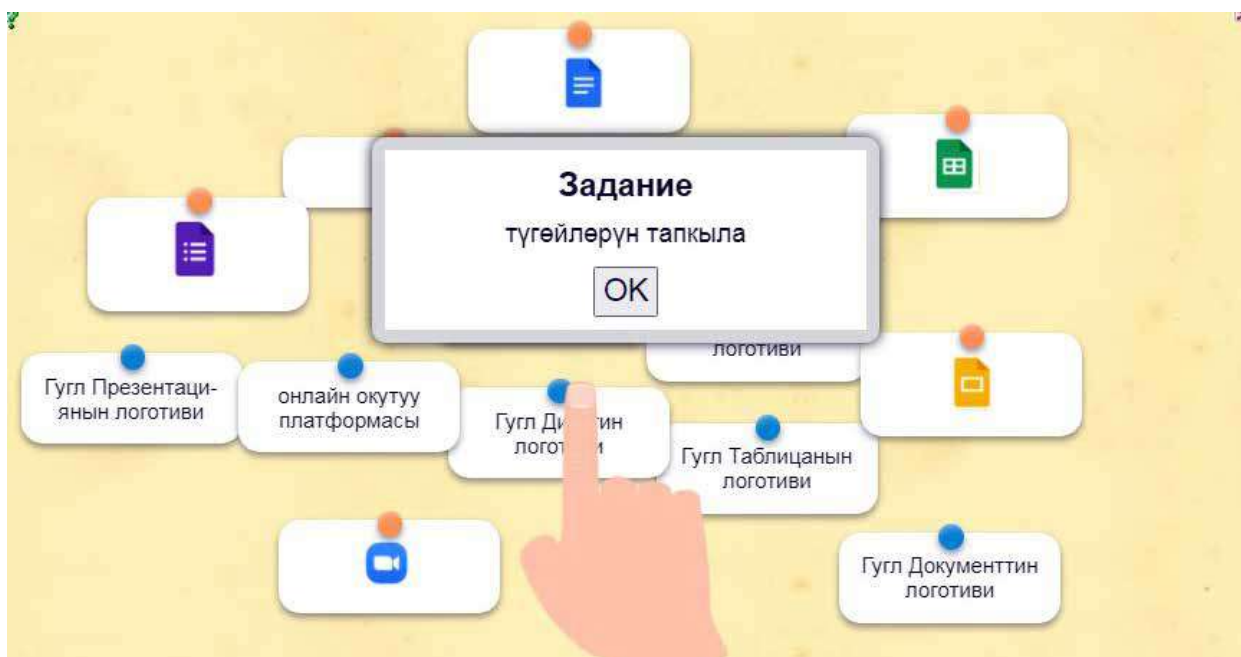 Задание
түгөйлөрүн тапкыла
OK
логотиви
Гугл Презентаци-
янын логотиви
онлайн окутуу
платформасы
Гугл
логотиви
Гугл Таблицанын
логотиви
Гугл Документтин
логотиви